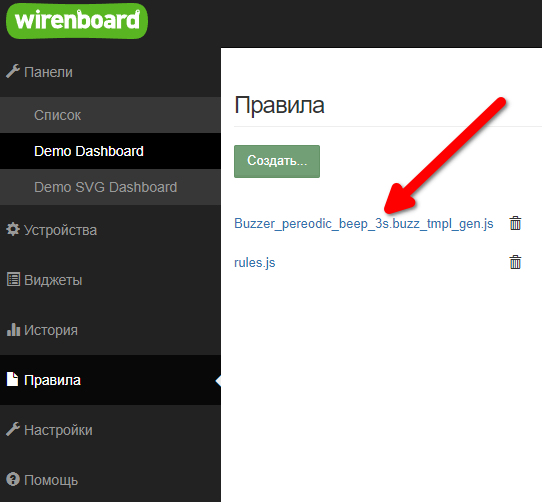 wirenboard
Панели
Список
Demo Dashboard
Demo SVG Dashboard
Устройства
Виджеты
История
Правила
Настройки
Помощь
Правила
Создать...
Buzzer_pereodic_beep_3s.buzz_tmpl_gen.js
rules.js